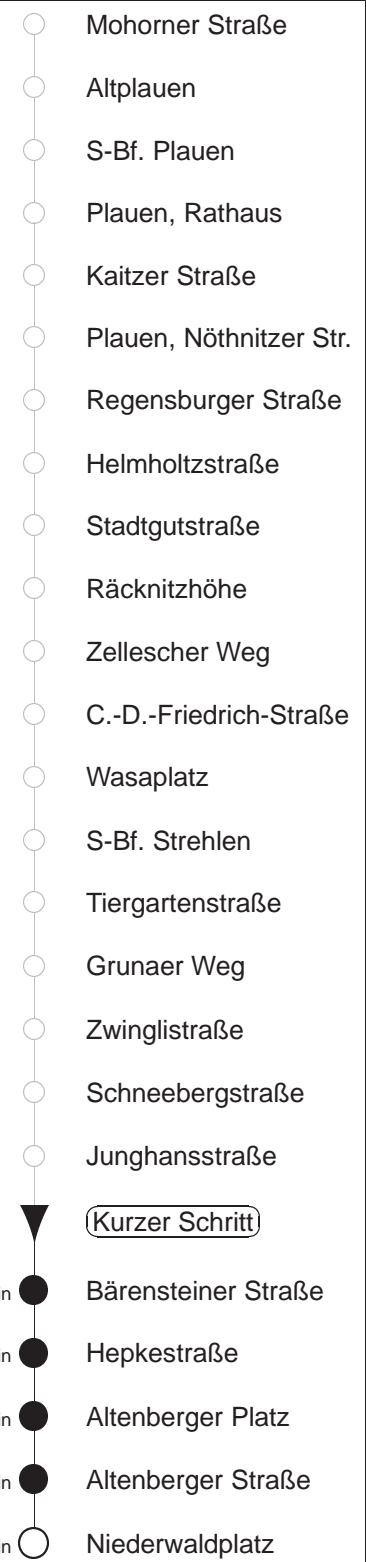 Mohorner Straße
Altplauen
S-Bf. Plauen
Plauen, Rathaus
Kaitzer Straße
Plauen, Nöthnitzer Str.
Regensburger Straße
Helmholtzstraße
Stadtgutstraße
Räcknitzhöhe
Zellescher Weg
C.-D.-Friedrich-Straße
Wasaplatz
S-Bf. Strehlen
Tiergartenstraße
Grunaer Weg
Zwinglistraße
Schneebergstraße
Junghansstraße
Kurzer Schritt
Bärensteiner Straße
Hepkestraße
Altenberger Platz
Altenberger Straße
Niederwaldplatz